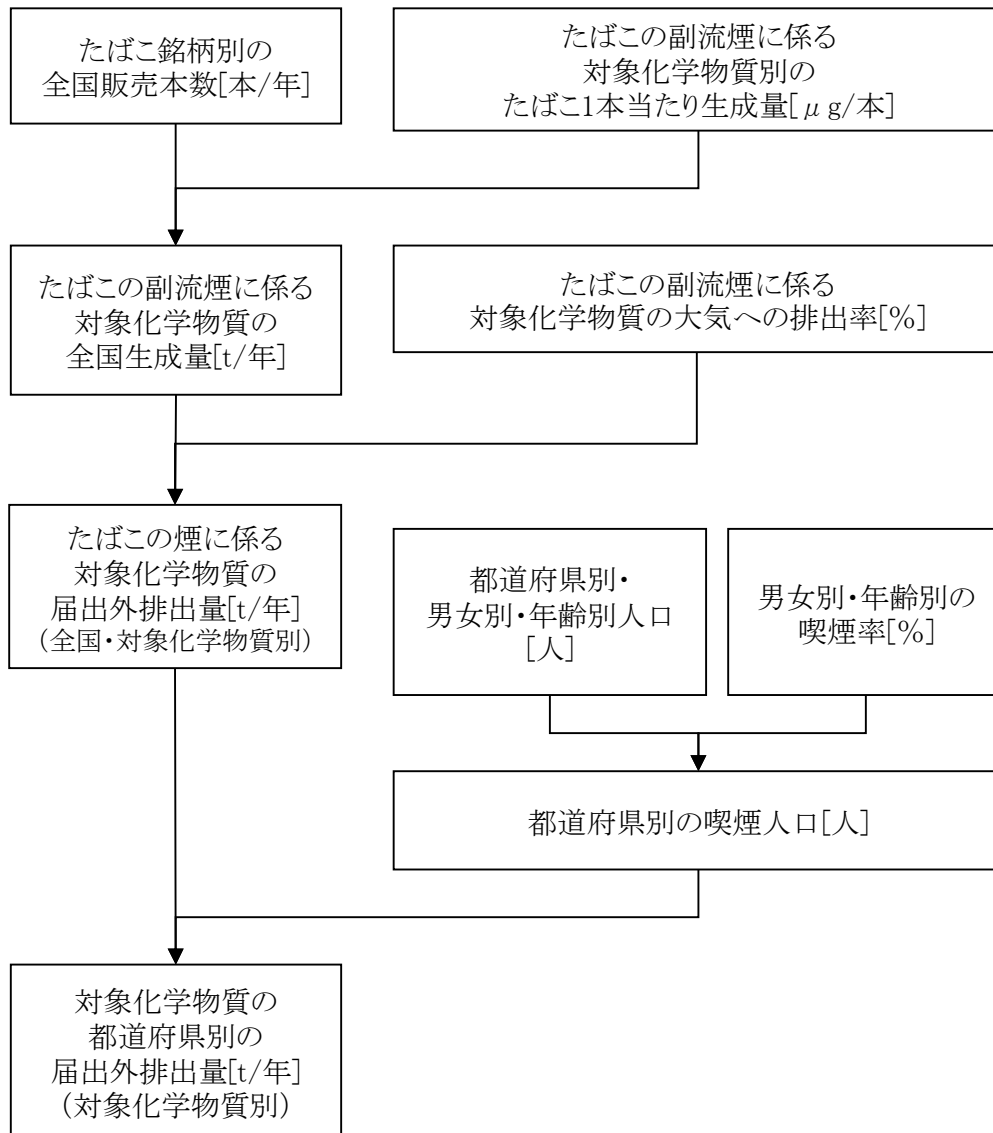 たばこ銘柄別の
全国販売本数[本/年]
たばこの副流煙に係る
対象化学物質別の
たばこ1本当たり生成量[μg/本]
たばこの副流煙に係る
対象化学物質の
全国生成量[t/年]
たばこの副流煙に係る
対象化学物質の大気への排出率[%]
たばこの煙に係る
対象化学物質の
届出外排出量[t/年]
(全国・対象化学物質別)
都道府県別・
男女別・年齢別人口
[人]
男女別・年齢別の
喫煙率[%]
都道府県別の喫煙人口[人]
対象化学物質の
都道府県別の
届出外排出量[t/年]
(対象化学物質別)